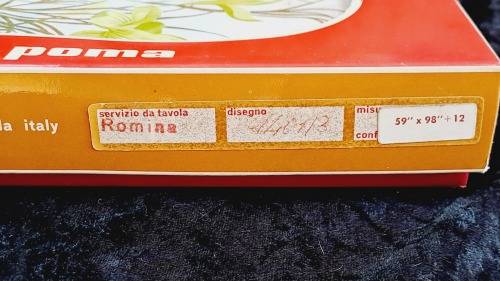 poma
la italy
servizio da tavola
Romina
disegno
misu
conf
59" x 98" + 12